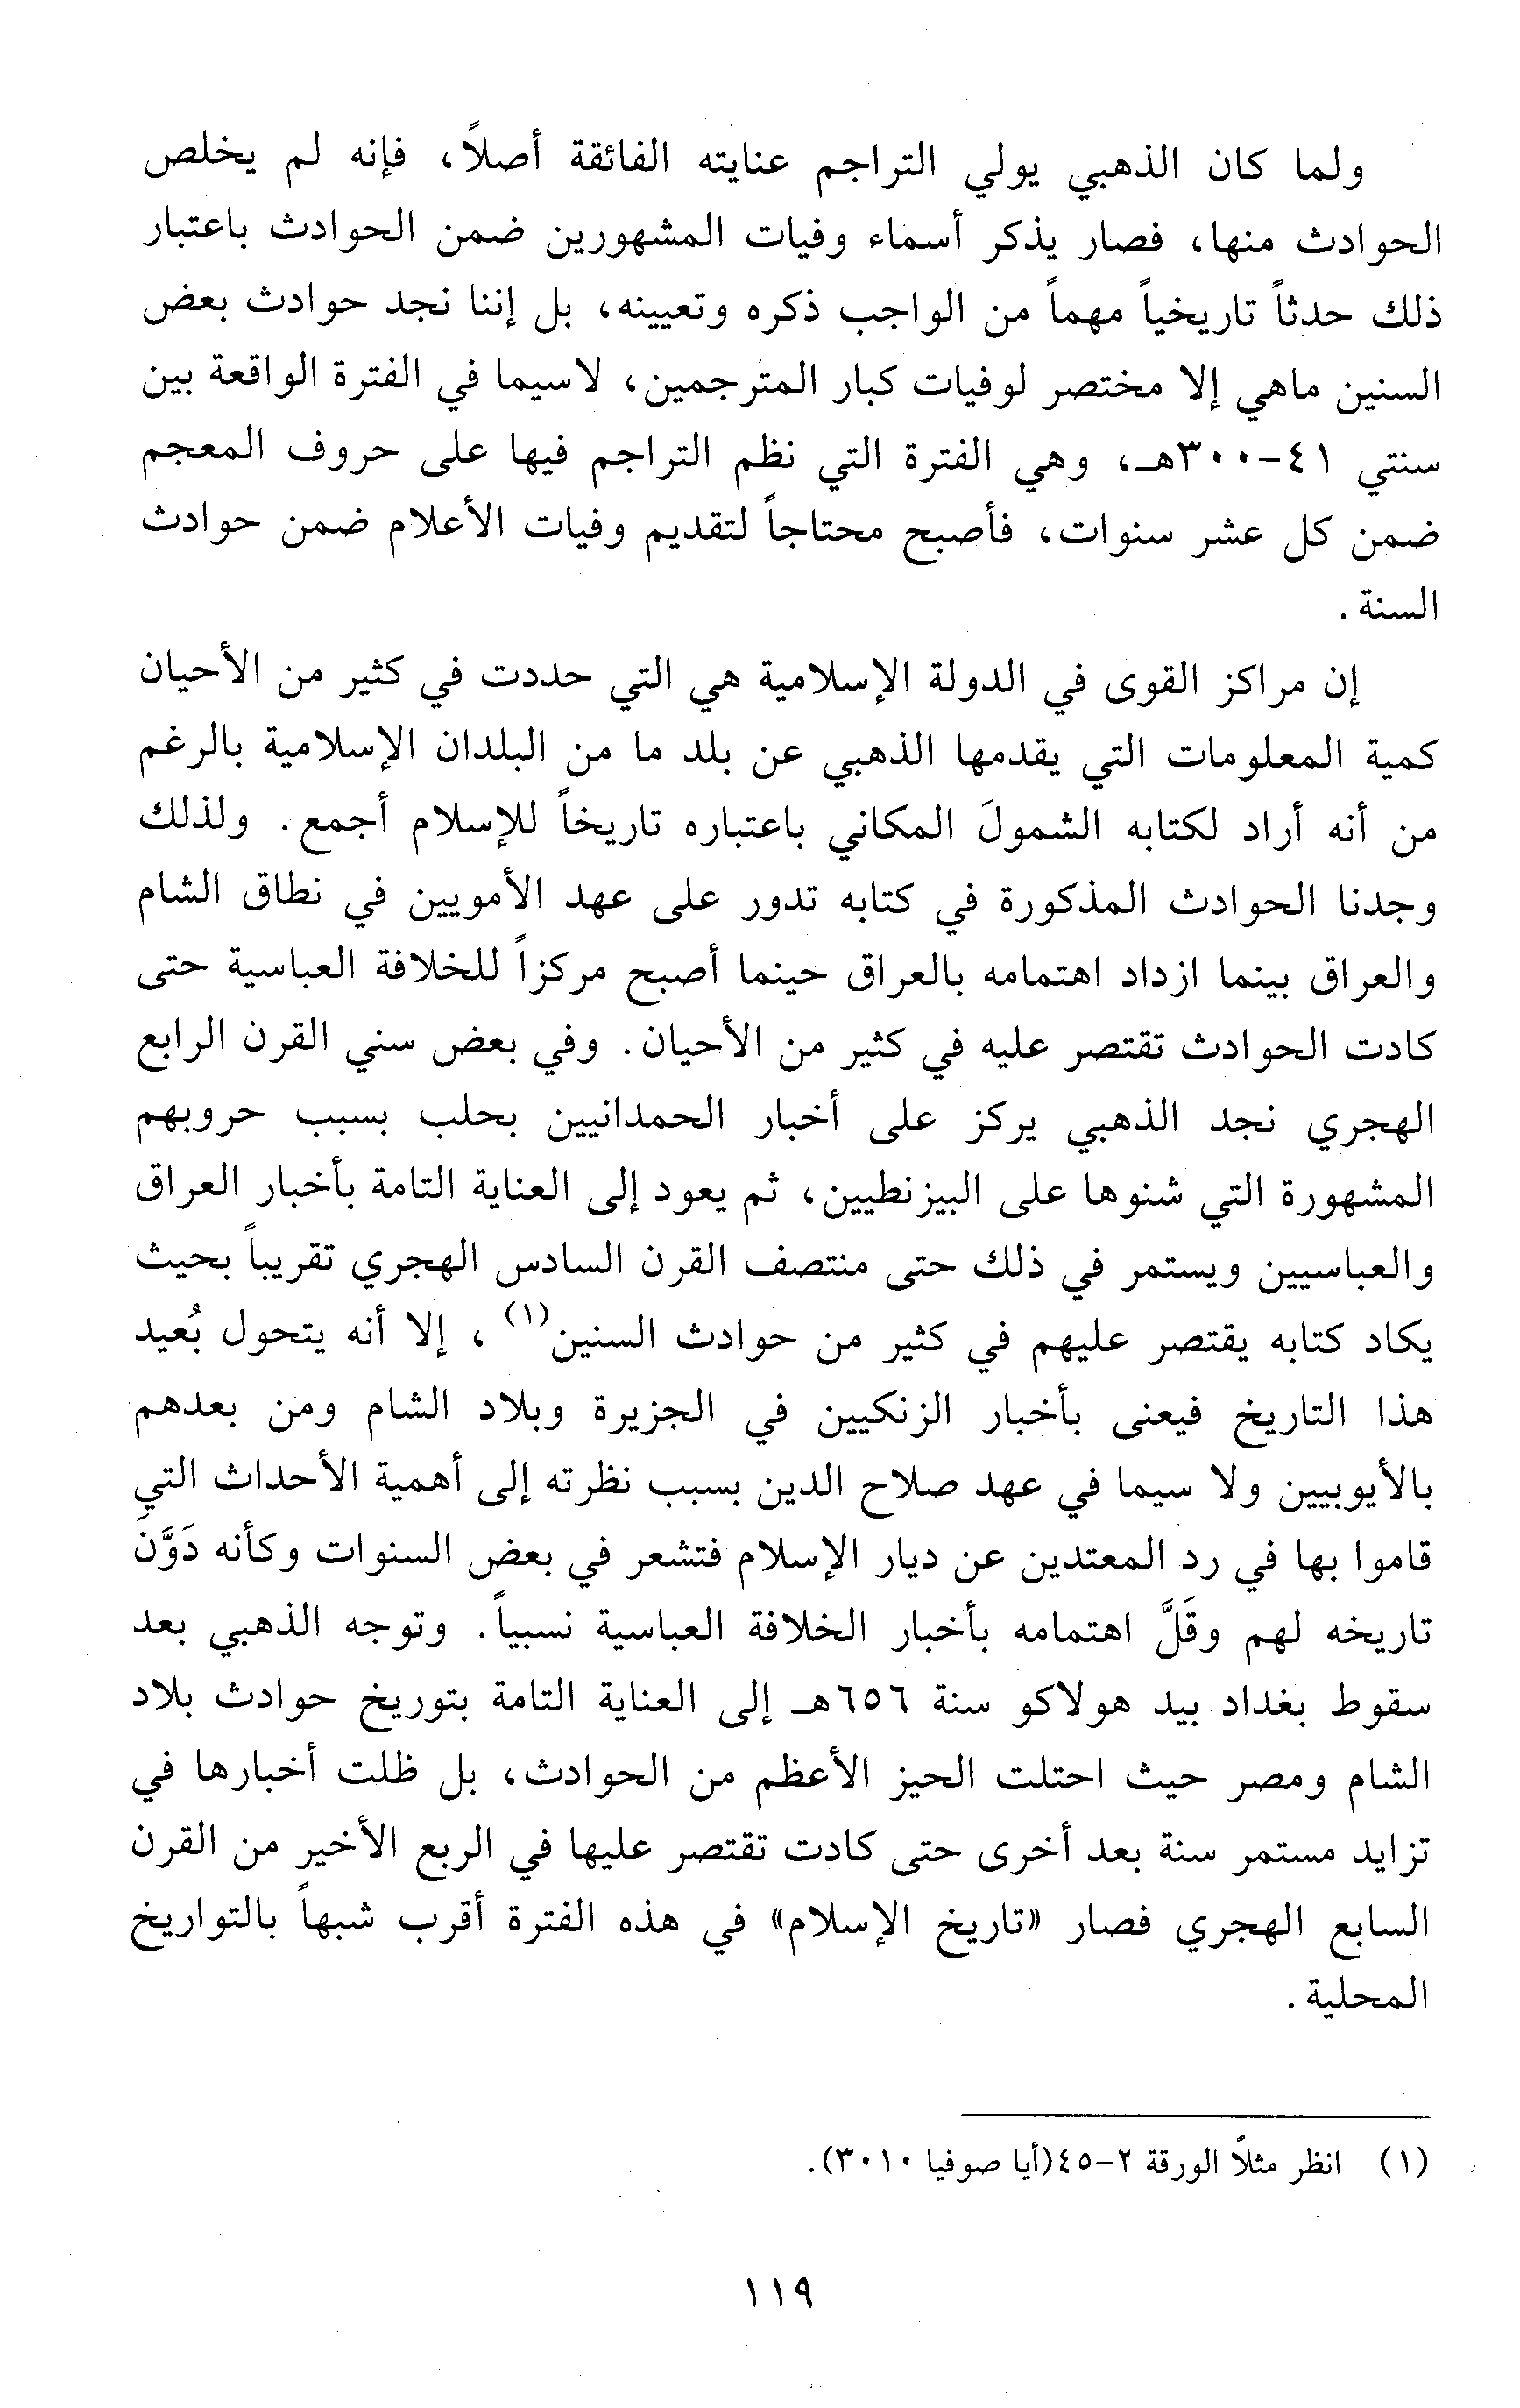 ولما كان الذهبي يولي التراجم عنايته الفائقة أصلاً، فإنه لم يخلص
الحوادث منها، فصار يذكر أسماء وفيات المشهورين ضمن الحوادث باعتبار
ذلك حدثاً تاريخياً مهماً من الواجب ذكره وتعيينه، بل إننا نجد حوادث بعض
السنين ماهي إلا مختصر لوفيات كبار المترجمين، لاسيما في الفترة الواقعة بين
سنتي ٤١-٣٠٠هـ، وهي الفترة التي نظم التراجم فيها على حروف المعجم
ضمن كل عشر سنوات، فأصبح محتاجاً لتقديم وفيات الأعلام ضمن حوادث
السنة.
إن مراكز القوى في الدولة الإسلامية هي التي حددت في كثير من الأحيان
كمية المعلومات التي يقدمها الذهبي عن بلد ما من البلدان الإسلامية بالرغم
من أنه أراد لكتابه الشمولَ المكاني باعتباره تاريخاً للإسلام أجمع. ولذلك
وجدنا الحوادث المذكورة في كتابه تدور على عهد الأمويين في نطاق الشام
والعراق بينما ازداد اهتمامه بالعراق حينما أصبح مركزاً للخلافة العباسية حتى
كادت الحوادث تقتصر عليه في كثير من الأحيان. وفي بعض سني القرن الرابع
الهجري نجد الذهبي يركز على أخبار الحمدانيين بحلب بسبب حروبهم
المشهورة التي شنوها على البيزنطيين، ثم يعود إلى العناية التامة بأخبار العراق
والعباسيين ويستمر في ذلك حتى منتصف القرن السادس الهجري تقريباً بحيث
يكاد كتابه يقتصر عليهم في كثير من حوادث السنين(١)، إلا أنه يتحول بُعيد
هذا التاريخ فيعنى بأخبار الزنكيين في الجزيرة وبلاد الشام ومن بعدهم
بالأيوبيين ولا سيما في عهد صلاح الدين بسبب نظرته إلى أهمية الأحداث التي
قاموا بها في رد المعتدين عن ديار الإسلام فتشعر في بعض السنوات وكأنه دَوَّنَ
تاريخه لهم وقَلَّ اهتمامه بأخبار الخلافة العباسية نسبياً. وتوجه الذهبي بعد
سقوط بغداد بيد هولاكو سنة ٦٥٦هـ إلى العناية التامة بتوريخ حوادث بلاد
الشام ومصر حيث احتلت الحيز الأعظم من الحوادث، بل ظلت أخبارها في
تزايد مستمر سنة بعد أخرى حتى كادت تقتصر عليها في الربع الأخير من القرن
السابع الهجري فصار «تاريخ الإسلام» في هذه الفترة أقرب شبهاً بالتواريخ
المحلية.
(١) انظر مثلاً الورقة ٢-٤٥(أيا صوفيا ٣٠١٠).
١١٩